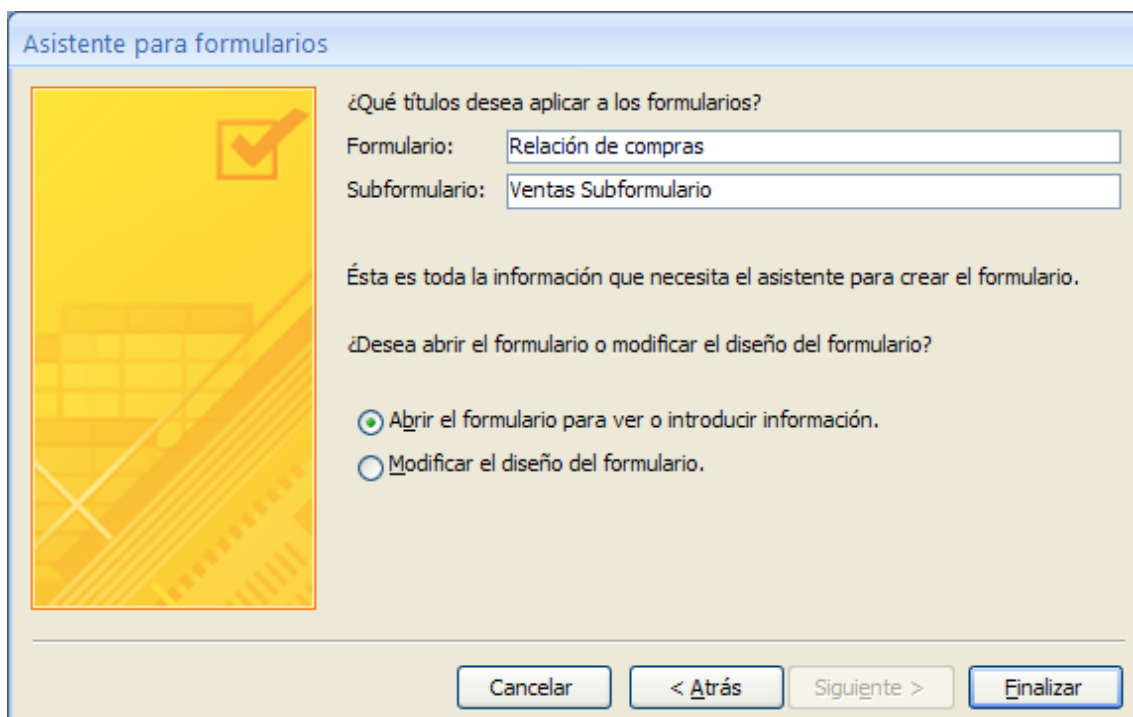 Asistente para formularios
¿Qué títulos desea aplicar a los formularios?
Formulario: Relación de compras
Subformulario: Ventas Subformulario
Ésta es toda la información que necesita el asistente para crear el formulario.
¿Desea abrir el formulario o modificar el diseño del formulario?
Abrir el formulario para ver o introducir información.
Modificar el diseño del formulario.
Cancelar < Atrás Siguiente > Finalizar